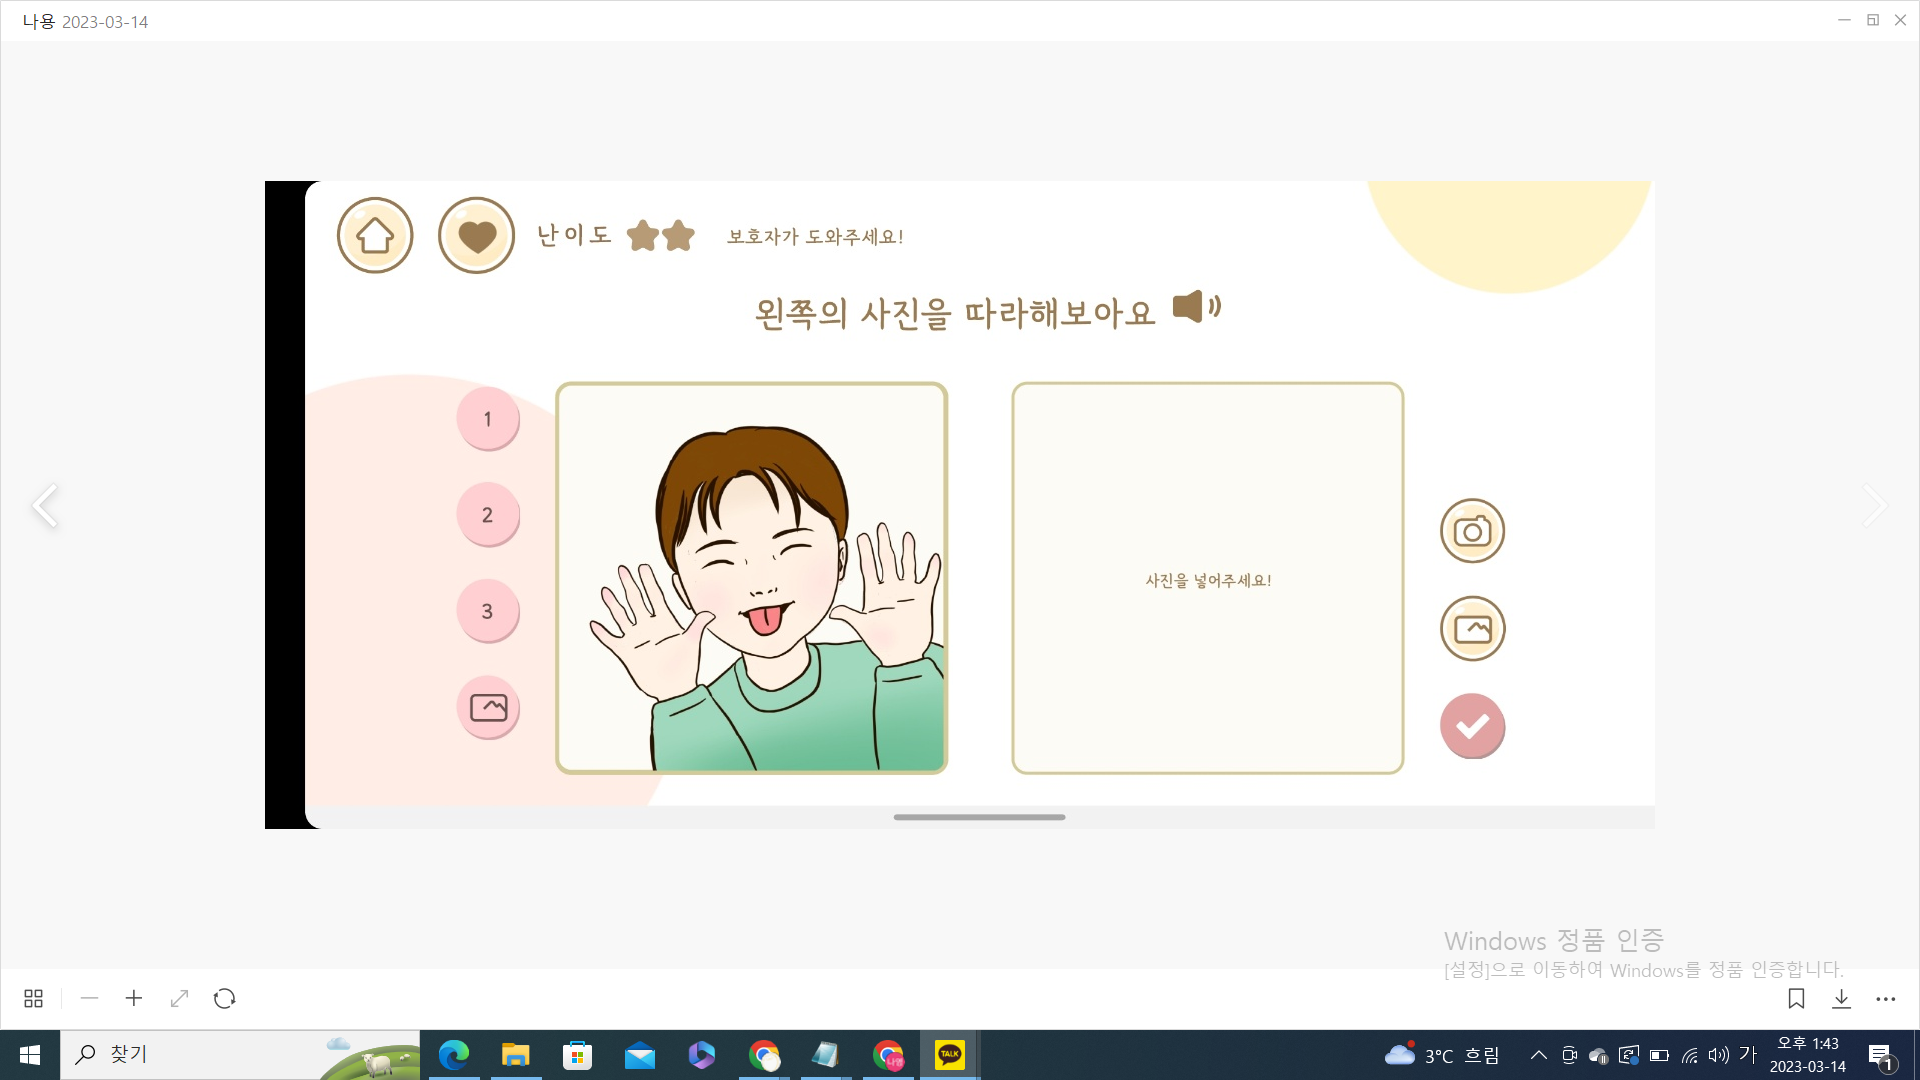 나용 2023-03-14
난이도
보호자가 도와주세요!
왼쪽의 사진을 따라해보아요
1
2
3
사진을 넣어주세요!
Windows 정품 인증
[설정]으로 이동하여 Windows를 정품 인증합니다.
찾기
TALK
나용
3°C 흐림
가
오후 1:43
2023-03-14
1